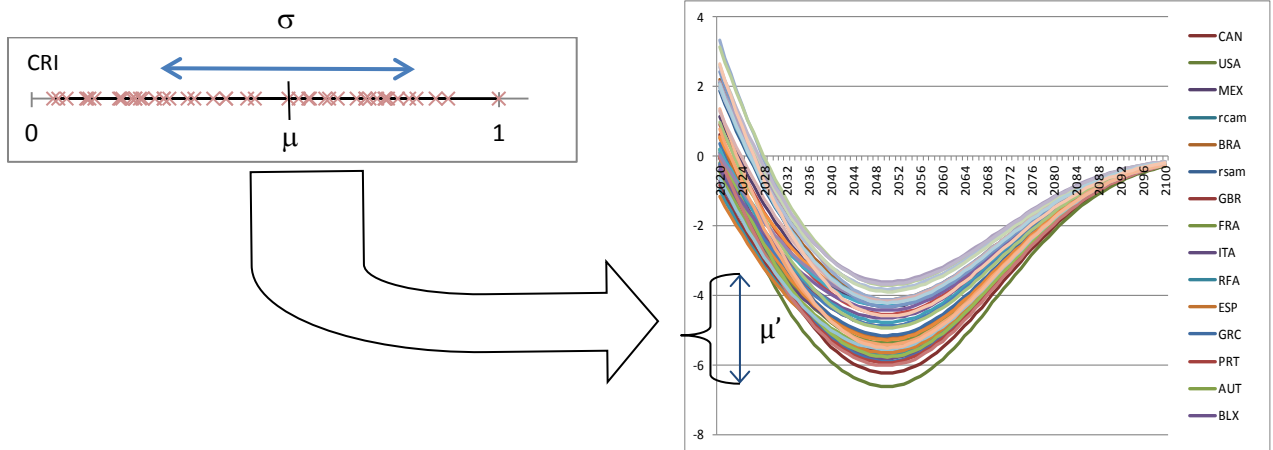 σ
CRI
0
μ
1
4
2
0
-2
-4
-6
-8
2020
2024
2028
2032
2036
2040
2044
2048
2052
2056
2060
2064
2068
2072
2076
2080
2084
2088
2092
2096
2100
μ’
CAN
USA
MEX
rcam
BRA
rsam
GBR
FRA
ITA
RFA
ESP
GRC
PRT
AUT
BLX